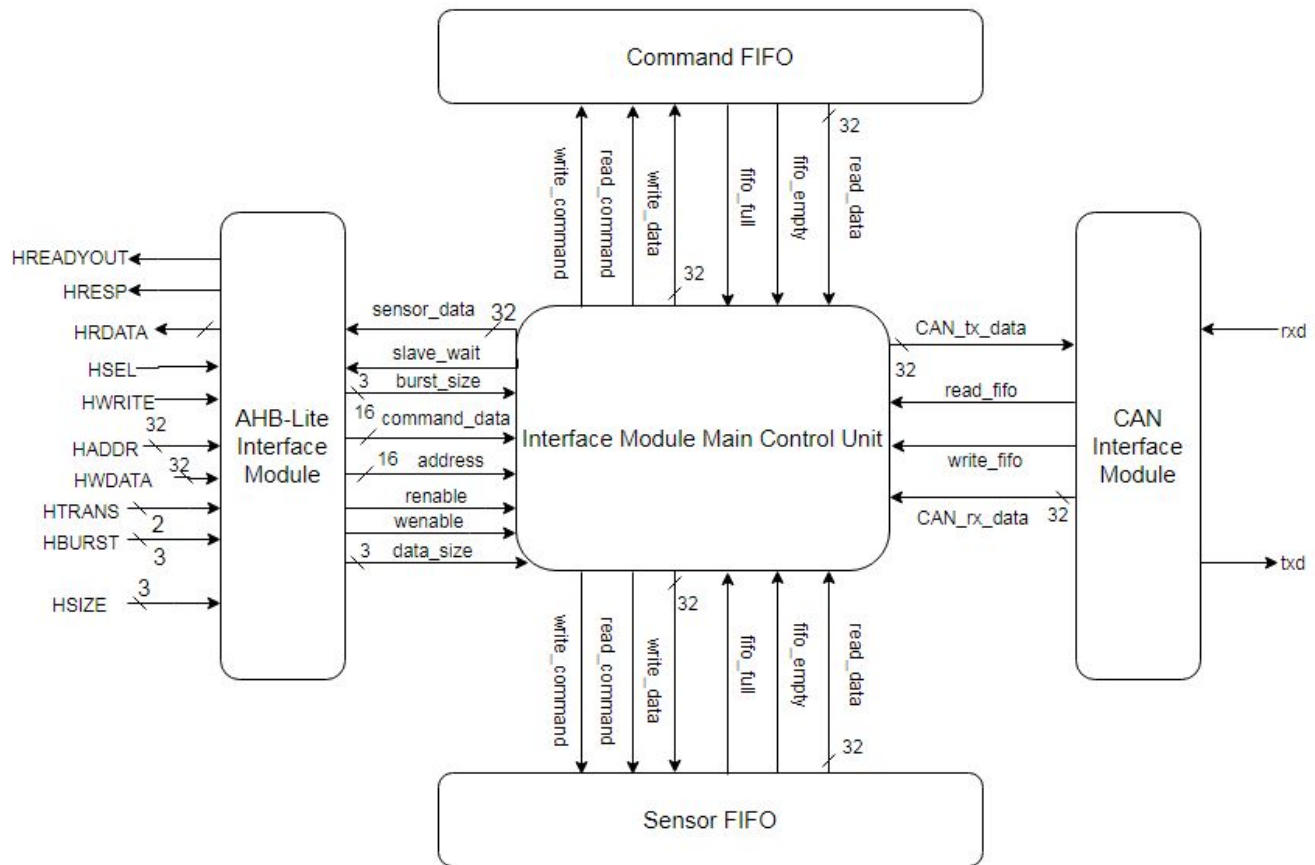 Command FIFO
32
write_command
read_command
write_data
fifo_full
fifo_empty
read_data
32
HREADYOUT
HRESP
HRDATA
HSEL
HWRITE
32
HADDR
32
HWDATA
HTRANS
2
HBURST
3
3
HSIZE
AHB-Lite
Interface
Module
sensor_data
32
slave_wait
3
burst_size
16
command_data
16
address
renable
wenable
3
data_size
Interface Module Main Control Unit
CAN_tx_data
32
read_fifo
write_fifo
CAN_rx_data
32
CAN
Interface
Module
rxd
txd
32
write_command
read_command
write_data
fifo_full
fifo_empty
read_data
32
Sensor FIFO